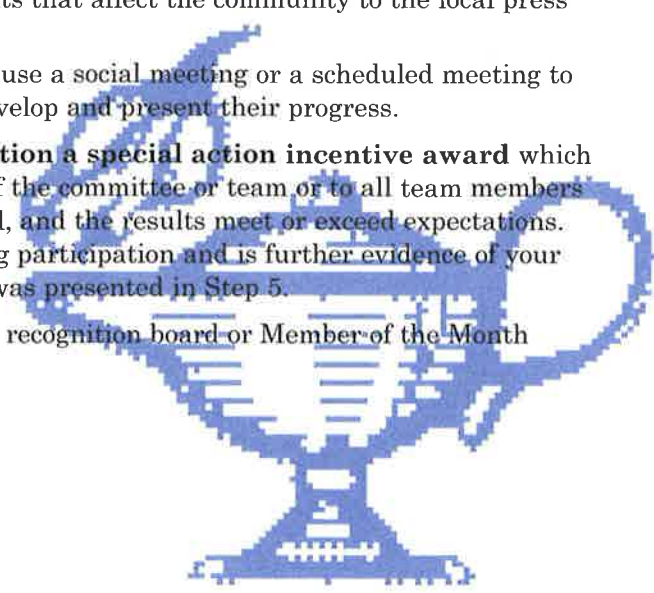 that affect the community to the local press
use a social meeting or a scheduled meeting to
velop and present their progress.
tion a special action incentive award which
f the committee or team or to all team members
l, and the results meet or exceed expectations.
g participation and is further evidence of your
was presented in Step 5.
recognition board or Member of the Month